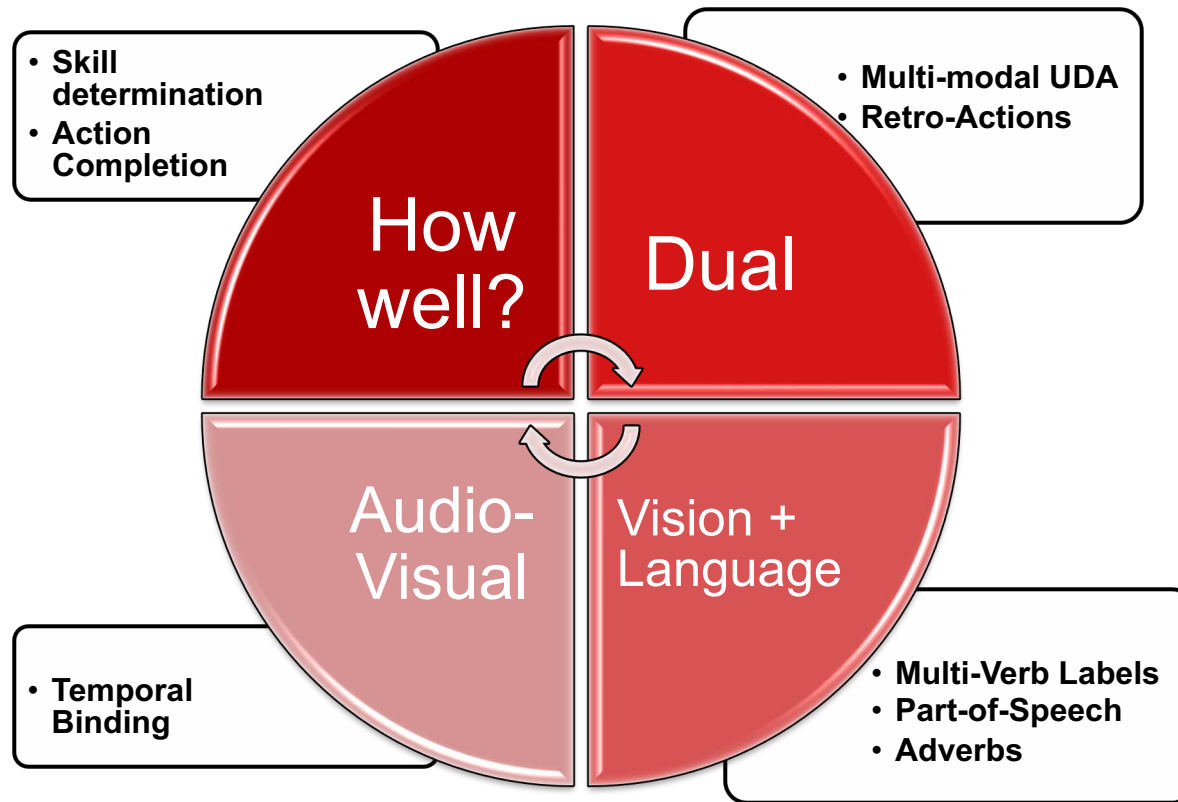 • Skill
determination
• Action
Completion
How
well?
• Multi-modal UDA
• Retro-Actions
Dual
Audio-
Visual
• Temporal
Binding
Vision +
Language
• Multi-Verb Labels
• Part-of-Speech
• Adverbs